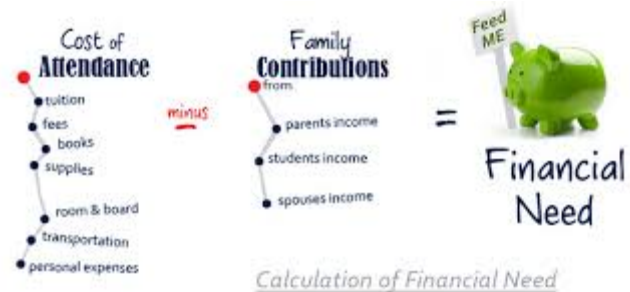 Cost of
Attendance
tuition
fees
books
supplies
room & board
transportation
personal expenses
minus
Family
Contributions
from
parents income
students income
spouses income
=
Feed
ME
Financial
Need
Calculation of Financial Need